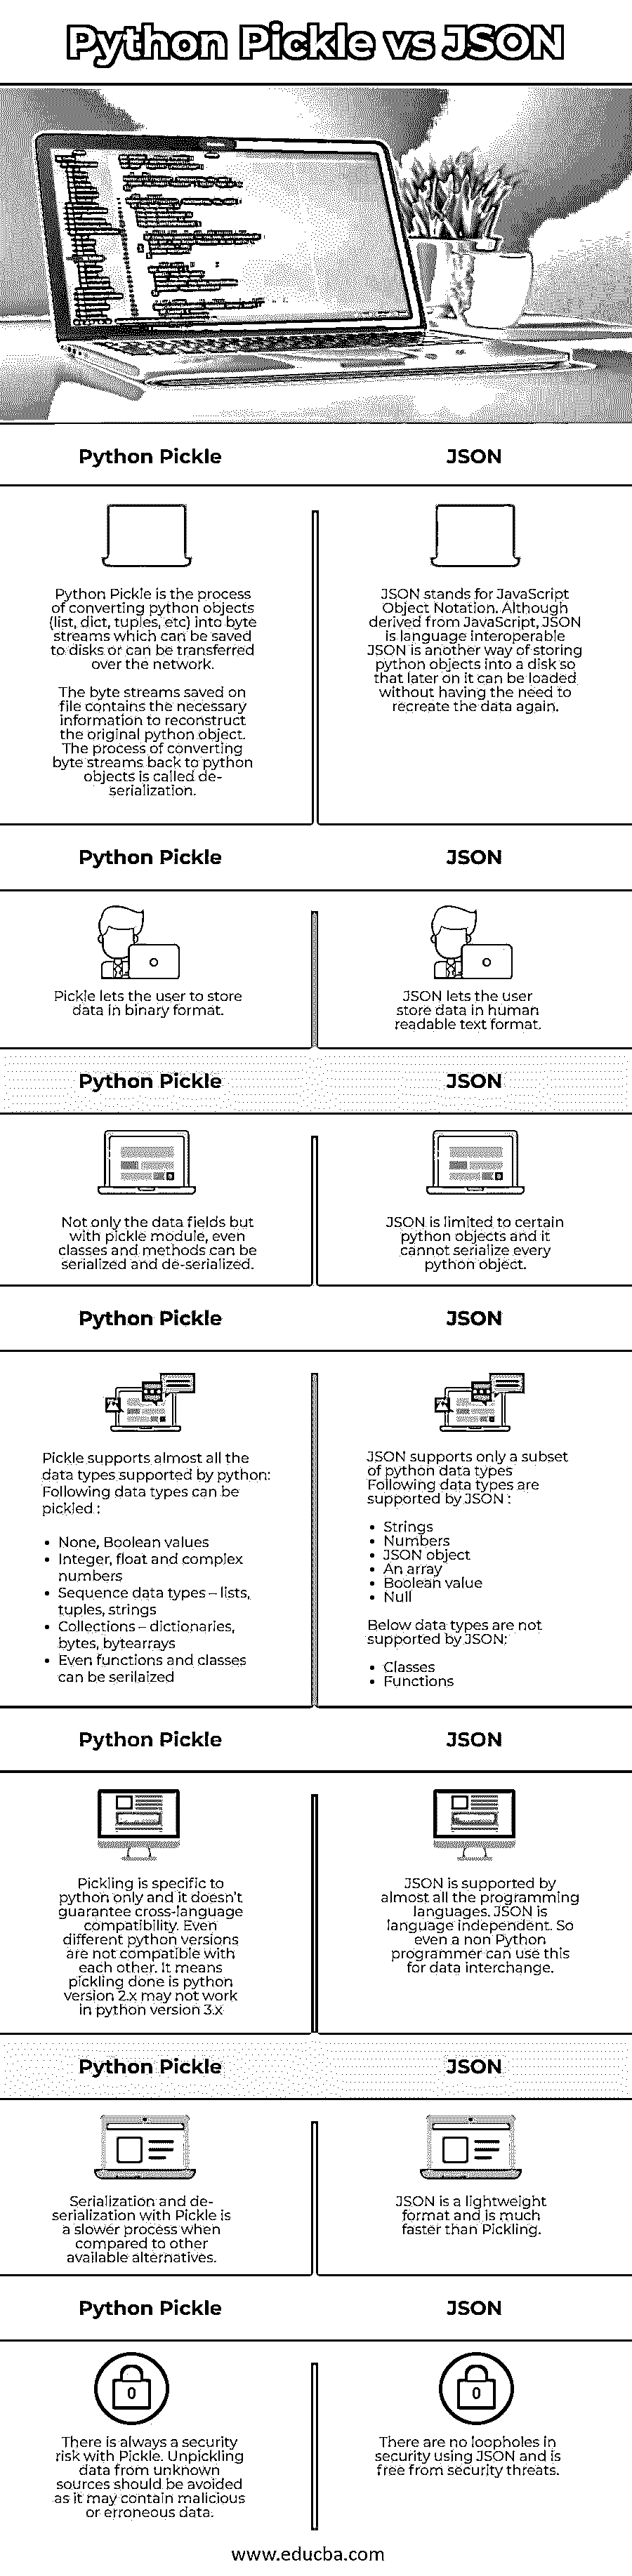 Python Pickle vs JSON
Python Pickle
JSON
Python Pickle is the process
of converting python objects
(list, dict, tuples, etc) into byte
streams which can be saved
to disks or can be transferred
over the network.
The byte streams saved on
file contains the necessary
information to reconstruct
the original python object.
The process of converting
byte streams back to python
objects is called de-
serialization.
JSON stands for JavaScript
Object Notation. Although
derived from JavaScript, JSON
is language interoperable
JSON is another way of storing
python objects into a disk so
that later on it can be loaded
without having the need to
recreate the data again.
Python Pickle
JSON
Pickle lets the user to store
data in binary format.
JSON lets the user
store data in human
readable text format.
Python Pickle
JSON
Not only the data fields but
with pickle module, even
classes and methods can be
serialized and de-serialized.
JSON is limited to certain
python objects and it
cannot serialize every
python object.
Python Pickle
JSON
Pickle supports almost all the
data types supported by python:
Following data types can be
pickled :
• None, Boolean values
• Integer, float and complex
numbers
• Sequence data types – lists,
tuples, strings
• Collections – dictionaries,
bytes, bytearrays
• Even functions and classes
can be serilaized
JSON supports only a subset
of python data types
Following data types are
supported by JSON :
• Strings
• Numbers
• JSON object
• An array
• Boolean value
• Null
Below data types are not
supported by JSON:
• Classes
• Functions
Python Pickle
JSON
Pickling is specific to
python only and it doesn't
guarantee cross-language
compatibility. Even
different python versions
are not compatible with
each other. It means
pickling done is python
version 2.x may not work
in python version 3.x
JSON is supported by
almost all the programming
languages. JSON is
language independent. So
even a non Python
programmer can use this
for data interchange.
Python Pickle
JSON
Serialization and de-
serialization with Pickle is
a slower process when
compared to other
available alternatives.
JSON is a lightweight
format and is much
faster than Pickling.
Python Pickle
JSON
There is always a security
risk with Pickle. Unpickling
data from unknown
sources should be avoided
as it may contain malicious
or erroneous data.
There are no loopholes in
security using JSON and is
free from security threats.
www.educba.com